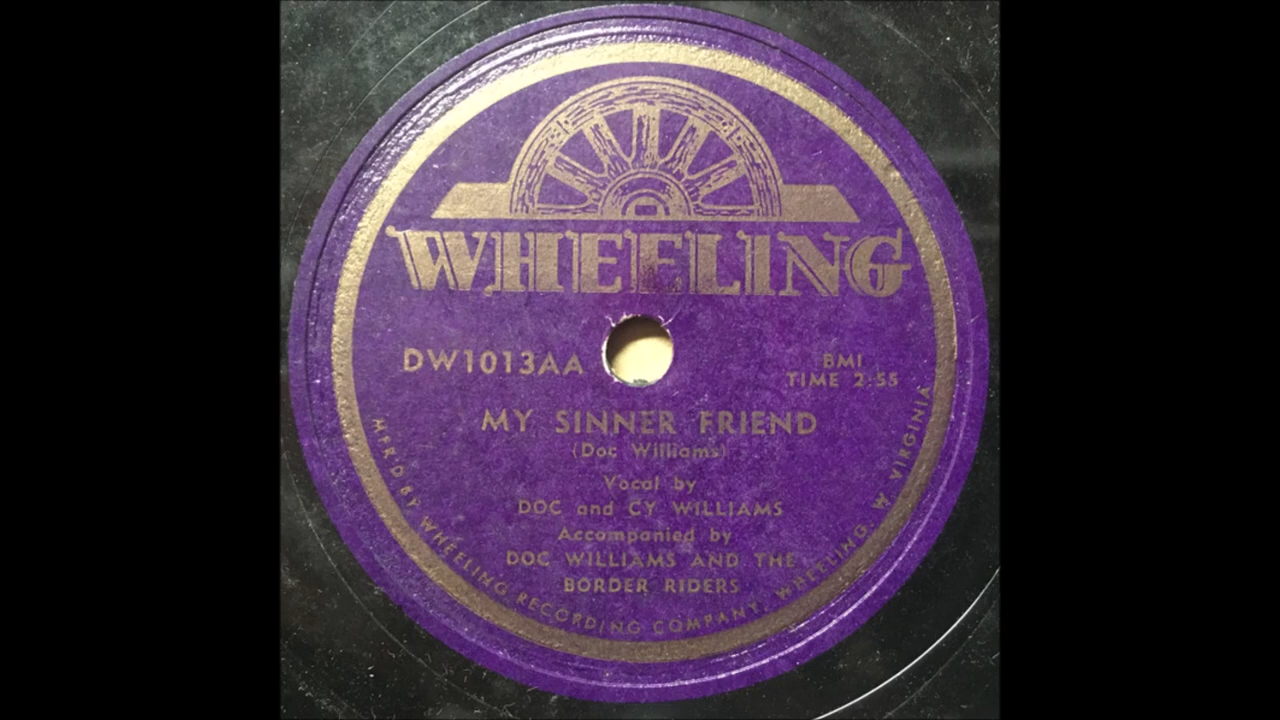 WHEELING
DW1013AA
BMI
TIME 2:55
MY SINNER FRIEND
(Doc Williams)
Vocal by
DOC and CY WILLIAMS
Accompanied by
DOC WILLIAMS AND THE
BORDER RIDERS
MFR'D BY WHEELING RECORDING COMPANY, WHEELING, W VIRGINIA